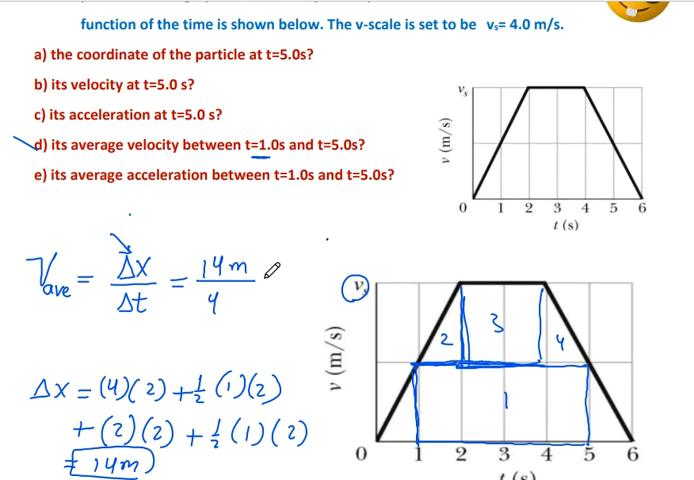 function of the time is shown below. The v-scale is set to be vs= 4.0 m/s.
a) the coordinate of the particle at t=5.0s?
b) its velocity at t=5.0 s?
c) its acceleration at t=5.0 s?
d) its average velocity between t=1.0s and t=5.0s?
e) its average acceleration between t=1.0s and t=5.0s?
vs
v (m/s)
0 1 2 3 4 5 6
t (s)
Vave = Δx/Δt = 14m/4
Δx = (4)(2) + 1/2 (1)(2)
+ (2)(2) + 1/2 (1)(2)
= 14m)
vs
v (m/s)
2 3 4
1
0 1 2 3 4 5 6
t (s)